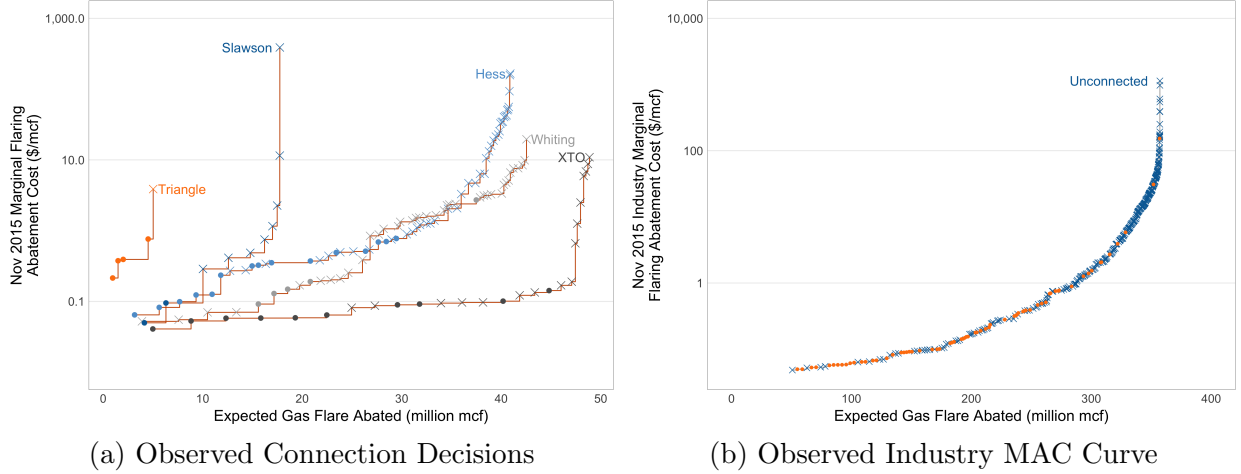 Nov 2015 Marginal Flaring
Abatement Cost ($/mcf)
1,000.0
10.0
0.1
Slawson
Hess
Whiting
XTO
Triangle
0 10 20 30 40 50
Expected Gas Flare Abated (million mcf)
(a) Observed Connection Decisions
Nov 2015 Industry Marginal
Flaring Abatement Cost ($/mcf)
10,000
100
1
Unconnected
0 100 200 300 400
Expected Gas Flare Abated (million mcf)
(b) Observed Industry MAC Curve